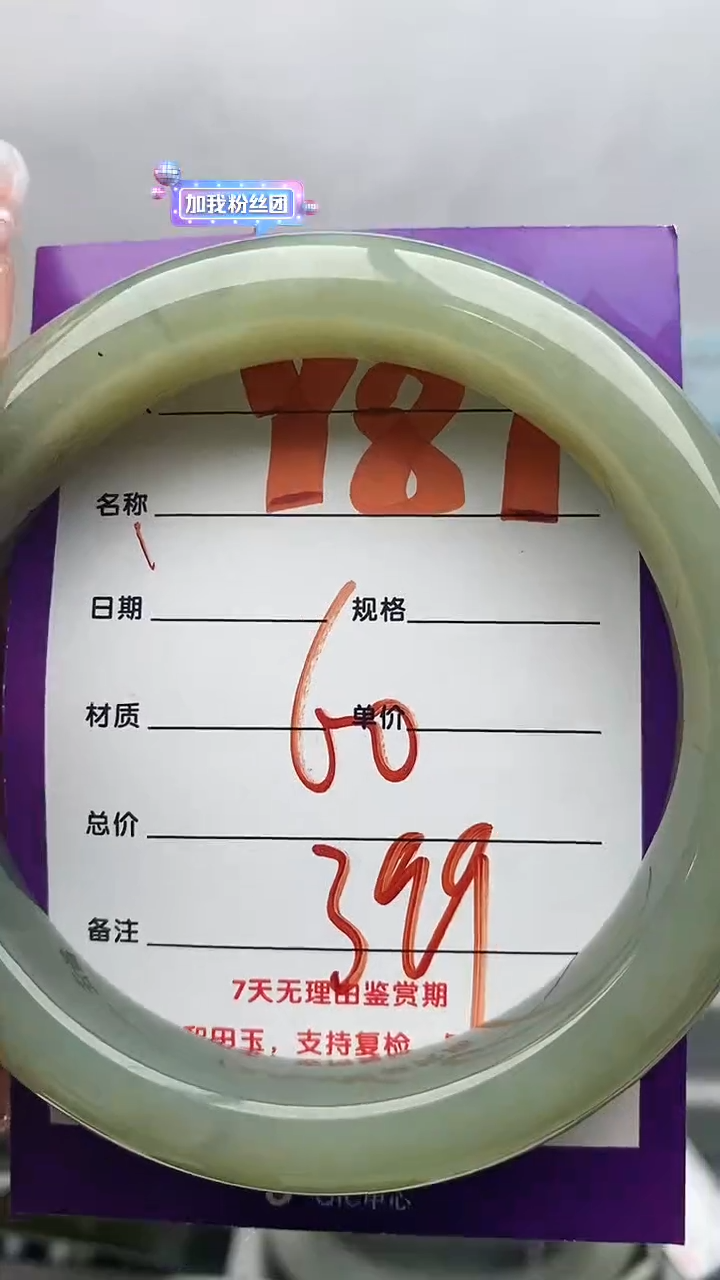 加我粉丝团
Y81
名称
日期 规格
60
材质 单价
总价
399
备注
7天无理由鉴赏期
和田玉，支持复检